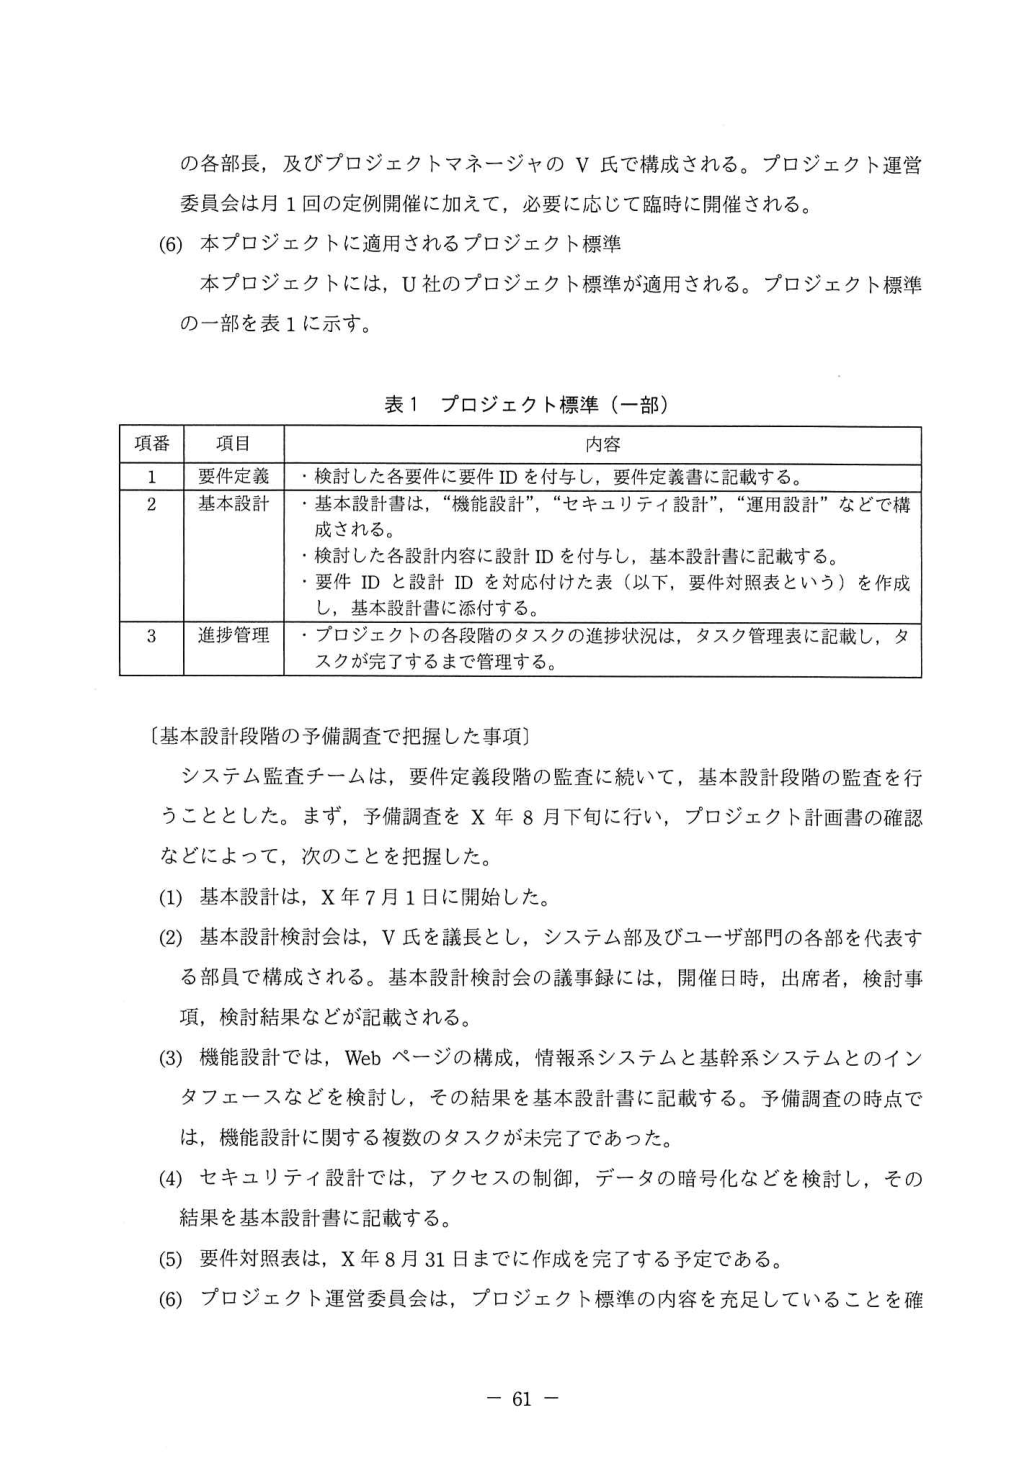 の各部長，及びプロジェクトマネージャの V 氏で構成される。プロジェクト運営
委員会は月 1 回の定例開催に加えて，必要に応じて臨時に開催される。
(6) 本プロジェクトに適用されるプロジェクト標準
本プロジェクトには，U 社のプロジェクト標準が適用される。プロジェクト標準
の一部を表 1 に示す。
表 1 プロジェクト標準（一部）
項番 項目 内容
1 要件定義 ・検討した各要件に要件 ID を付与し，要件定義書に記載する。
2 基本設計 ・基本設計書は，“機能設計”，“セキュリティ設計”，“運用設計” などで構
成される。
・検討した各設計内容に設計 ID を付与し，基本設計書に記載する。
・要件 ID と設計 ID を対応付けた表（以下，要件対照表という）を作成
し，基本設計書に添付する。
3 進捗管理 ・プロジェクトの各段階のタスクの進捗状況は，タスク管理表に記載し，タ
スクが完了するまで管理する。
〔基本設計段階の予備調査で把握した事項〕
システム監査チームは，要件定義段階の監査に続いて，基本設計段階の監査を行
うこととした。まず，予備調査を X 年 8 月下旬に行い，プロジェクト計画書の確認
などによって，次のことを把握した。
(1) 基本設計は，X 年 7 月 1 日に開始した。
(2) 基本設計検討会は，V 氏を議長とし，システム部及びユーザ部門の各部を代表す
る部員で構成される。基本設計検討会の議事録には，開催日時，出席者，検討事
項，検討結果などが記載される。
(3) 機能設計では，Web ページの構成，情報系システムと基幹系システムとのイン
タフェースなどを検討し，その結果を基本設計書に記載する。予備調査の時点で
は，機能設計に関する複数のタスクが未完了であった。
(4) セキュリティ設計では，アクセスの制御，データの暗号化などを検討し，その
結果を基本設計書に記載する。
(5) 要件対照表は，X 年 8 月 31 日までに作成を完了する予定である。
(6) プロジェクト運営委員会は，プロジェクト標準の内容を充足していることを確
－ 61 －